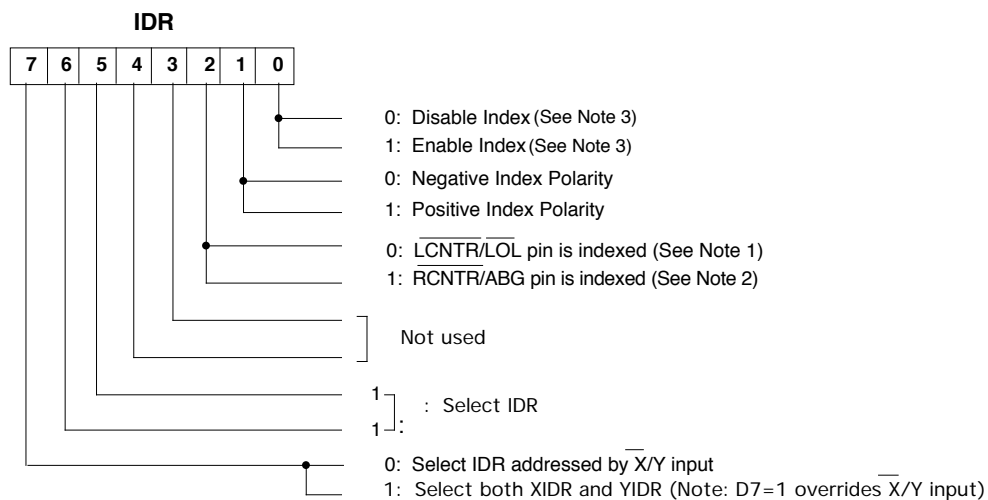 IDR
7 6 5 4 3 2 1 0
0: Disable Index (See Note 3)
1: Enable Index (See Note 3)
0: Negative Index Polarity
1: Positive Index Polarity
0: L̅C̅N̅T̅R̅/L̅O̅L̅ pin is indexed (See Note 1)
1: R̅C̅N̅T̅R̅/ABG pin is indexed (See Note 2)
Not used
1
: Select IDR
1 :
0: Select IDR addressed by X̅/Y input
1: Select both XIDR and YIDR (Note: D7=1 overrides X̅/Y input)